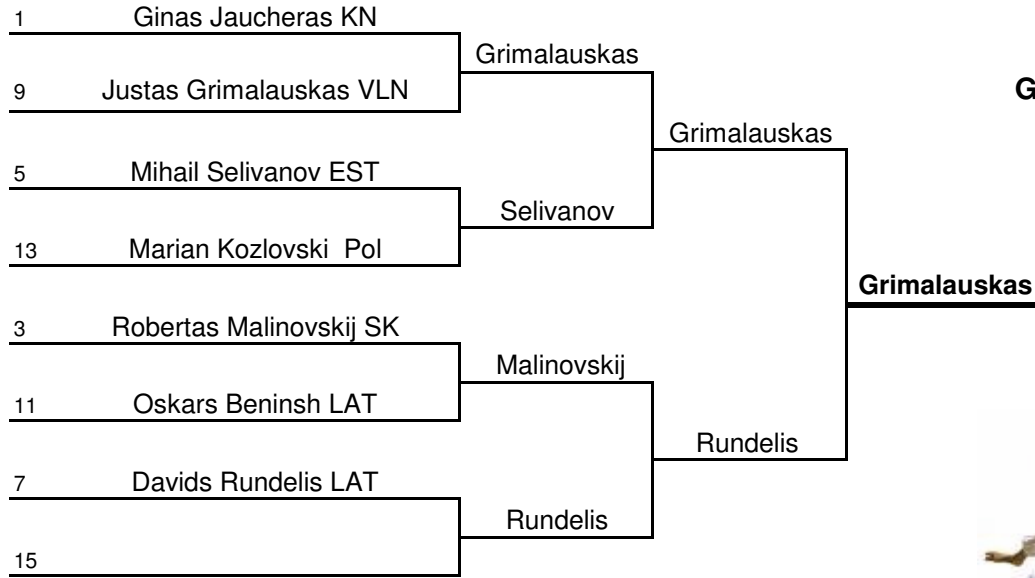 1 Ginas Jaucheras KN
Grimalauskas
9 Justas Grimalauskas VLN
G
Grimalauskas
5 Mihail Selivanov EST
Selivanov
13 Marian Kozlovski Pol
Grimalauskas
3 Robertas Malinovskij SK
Malinovskij
11 Oskars Beninsh LAT
Rundelis
7 Davids Rundelis LAT
Rundelis
15